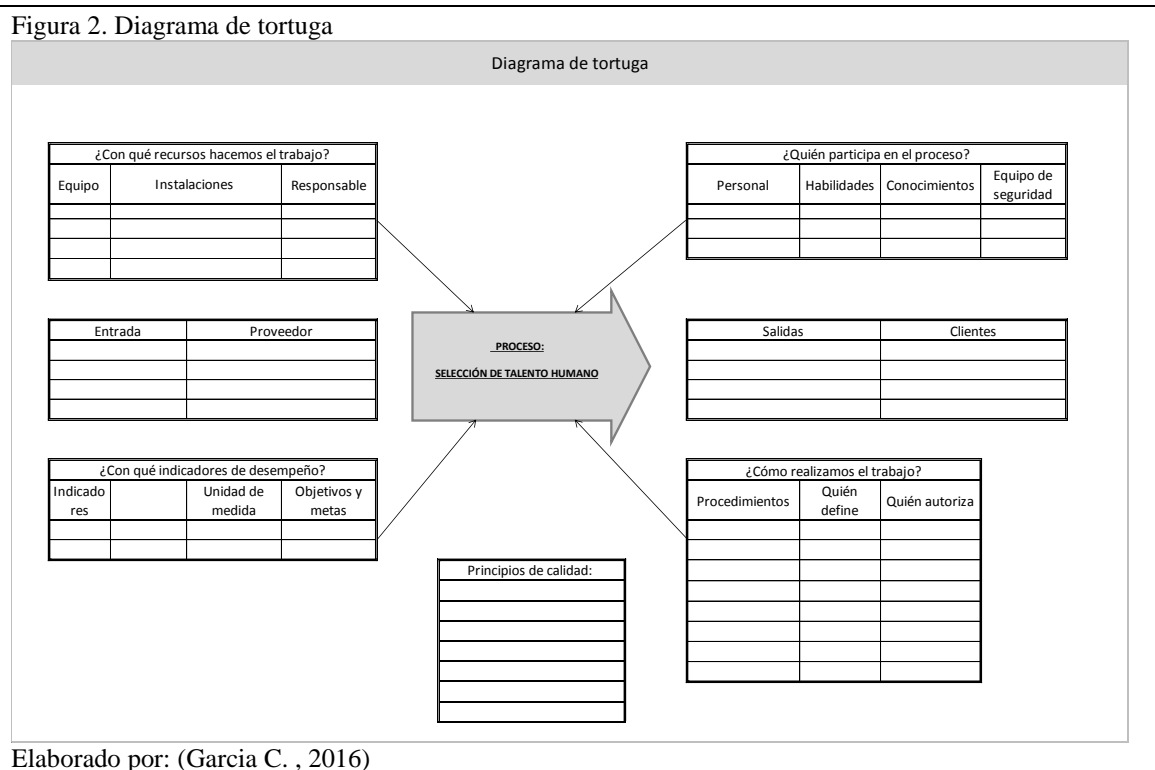 Figura 2. Diagrama de tortuga
Diagrama de tortuga
¿Con qué recursos hacemos el trabajo?
Equipo Instalaciones Responsable
¿Quién participa en el proceso?
Personal Habilidades Conocimientos Equipo de
seguridad
Entrada Proveedor
PROCESO:
SELECCIÓN DE TALENTO HUMANO
Salidas Clientes
¿Con qué indicadores de desempeño?
Indicado
res
Unidad de
medida
Objetivos y
metas
¿Cómo realizamos el trabajo?
Procedimientos
Quién
define
Quién autoriza
Principios de calidad:
Elaborado por: (Garcia C. , 2016)